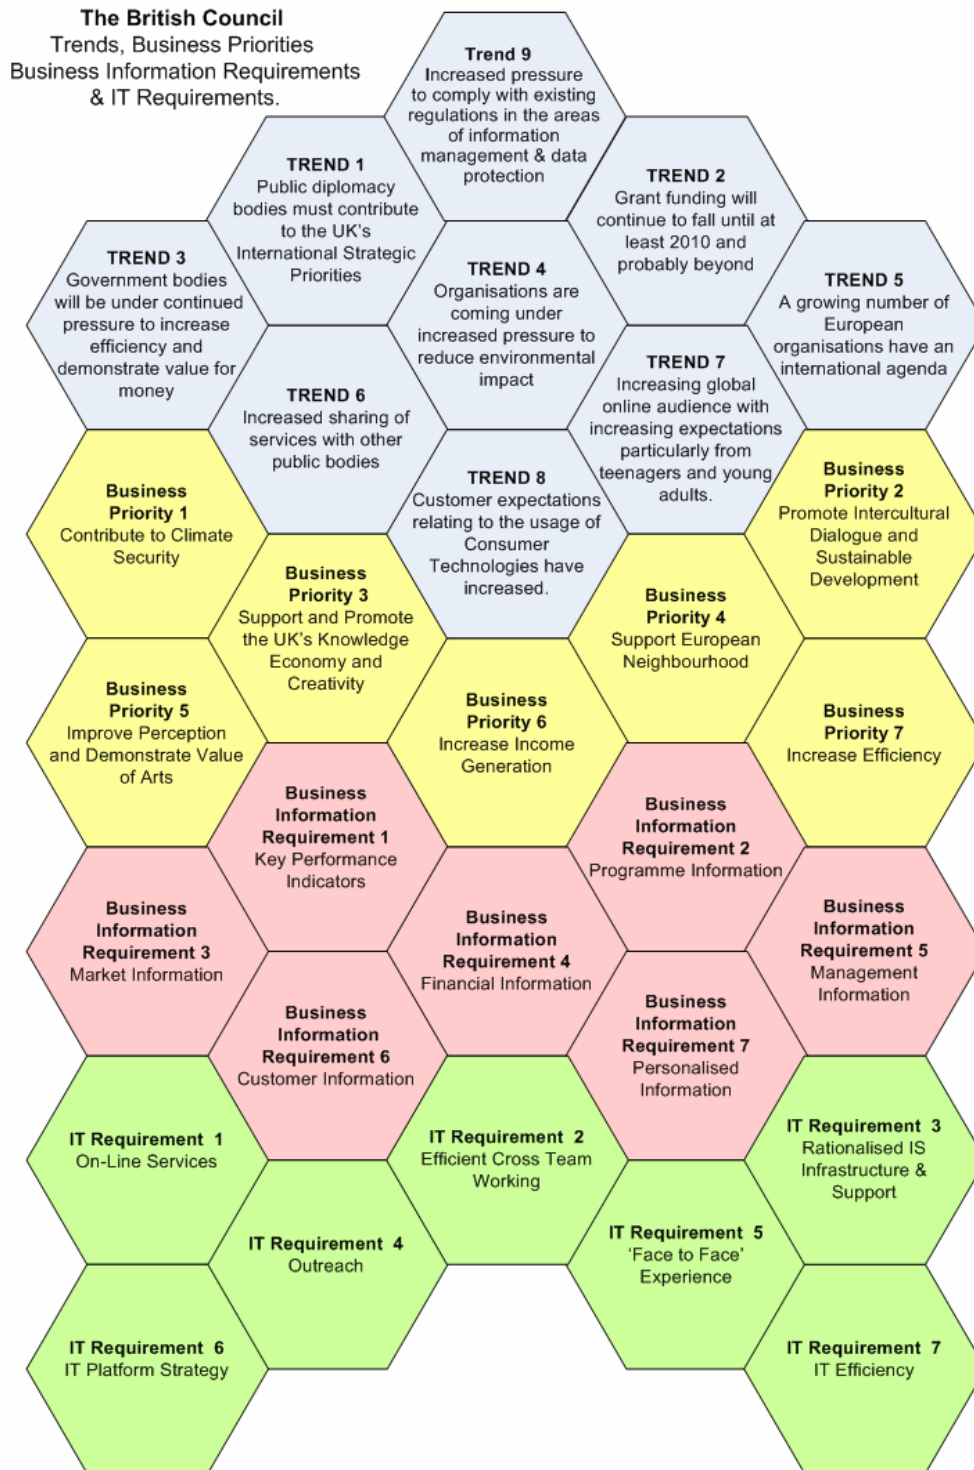 The British Council
Trends, Business Priorities
Business Information Requirements
& IT Requirements.
Trend 9
Increased pressure
to comply with existing
regulations in the areas
of information
management & data
protection
TREND 1
Public diplomacy
bodies must contribute
to the UK's
International Strategic
Priorities
TREND 2
Grant funding will
continue to fall until at
least 2010 and
probably beyond
TREND 3
Government bodies
will be under continued
pressure to increase
efficiency and
demonstrate value for
money
TREND 4
Organisations are
coming under
increased pressure to
reduce environmental
impact
TREND 5
A growing number of
European
organisations have an
international agenda
TREND 6
Increased sharing of
services with other
public bodies
TREND 7
Increasing global
online audience with
increasing expectations
particularly from
teenagers and young
adults.
TREND 8
Customer expectations
relating to the usage of
Consumer
Technologies have
increased.
Business
Priority 1
Contribute to Climate
Security
Business
Priority 2
Promote Intercultural
Dialogue and
Sustainable
Development
Business
Priority 3
Support and Promote
the UK's Knowledge
Economy and
Creativity
Business
Priority 4
Support European
Neighbourhood
Business
Priority 5
Improve Perception
and Demonstrate Value
of Arts
Business
Priority 6
Increase Income
Generation
Business
Priority 7
Increase Efficiency
Business
Information
Requirement 1
Key Performance
Indicators
Business
Information
Requirement 2
Programme Information
Business
Information
Requirement 3
Market Information
Business
Information
Requirement 4
Financial Information
Business
Information
Requirement 5
Management
Information
Business
Information
Requirement 6
Customer Information
Business
Information
Requirement 7
Personalised
Information
IT Requirement 1
On-Line Services
IT Requirement 2
Efficient Cross Team
Working
IT Requirement 3
Rationalised IS
Infrastructure &
Support
IT Requirement 4
Outreach
IT Requirement 5
'Face to Face'
Experience
IT Requirement 6
IT Platform Strategy
IT Requirement 7
IT Efficiency